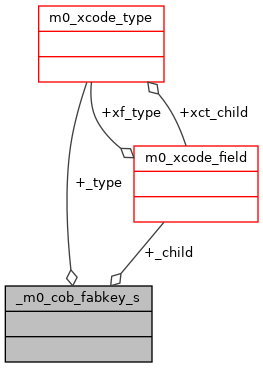 m0_xcode_type
+xf_type
+xct_child
m0_xcode_field
+_type
+_child
_m0_cob_fabkey_s